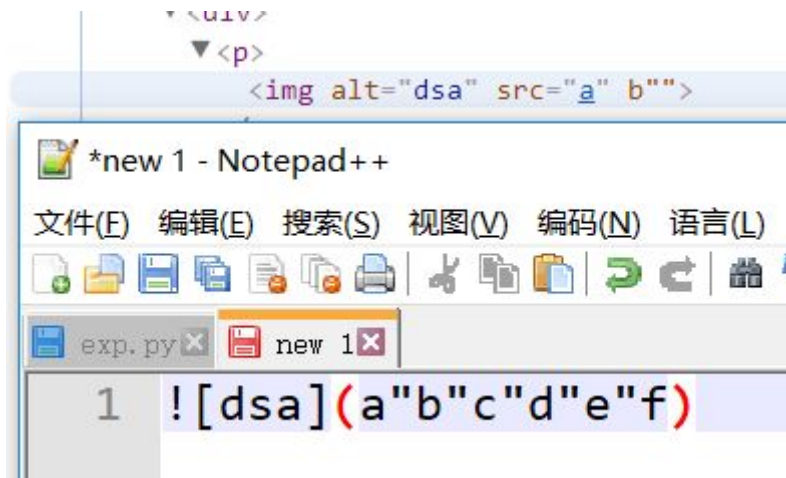 ▼<div>
▼<p>
<img alt="dsa" src="a" b"">
*new 1 - Notepad++
文件(F) 编辑(E) 搜索(S) 视图(V) 编码(N) 语言(L)
exp.py new 1
1 ![dsa](a"b"c"d"e"f)